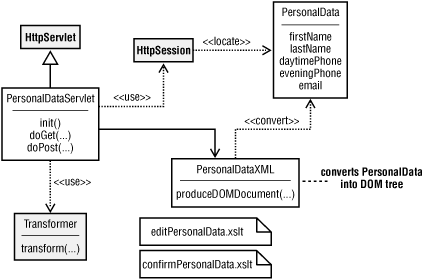 PersonalData
HttpServlet
HttpSession
<<locate>>
firstName
lastName
daytimePhone
eveningPhone
email
PersonalDataServlet
<<use>>
init()
doGet(...)
doPost(...)
<<convert>>
PersonalDataXML
produceDOMDocument(...)
converts PersonalData
into DOM tree
<<use>>
Transformer
transform(...)
editPersonalData.xslt
confirmPersonalData.xslt